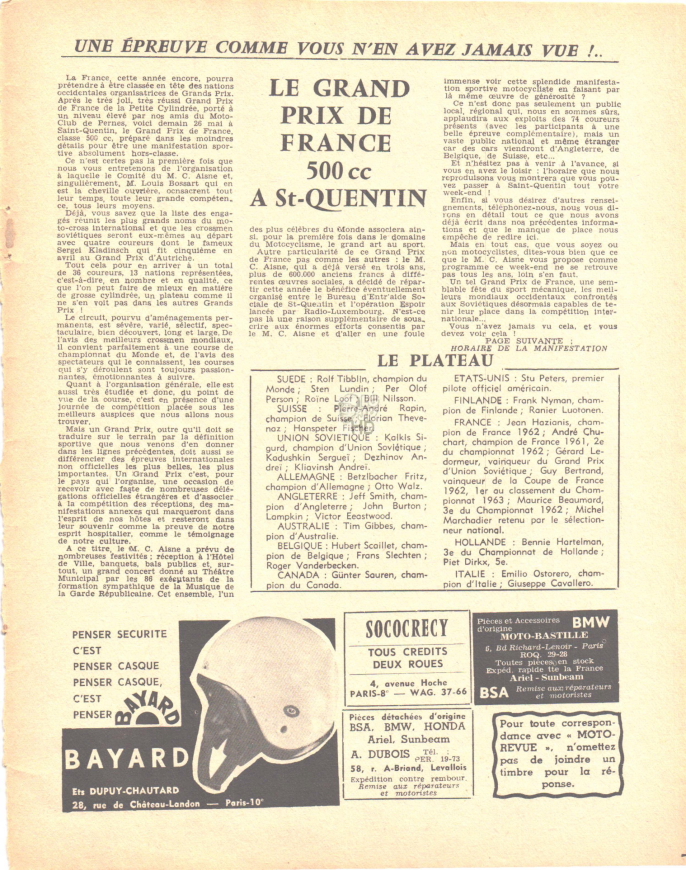 UNE ÉPREUVE COMME VOUS N'EN AVEZ JAMAIS VUE !..
La France, cette année encore, pourra
prétendre à être classée en tête des nations
occidentales organisatrices de Grands Prix.
Après le très joli, très réussi Grand Prix
de France de la Petite Cylindrée, porté à
un niveau élevé par nos amis du Moto-
Club de Pernes, voici demain 26 mai à
Saint-Quentin, le Grand Prix de France,
classe 500 cc, préparé dans les moindres
détails pour être une manifestation spor-
tive absolument hors-classe.
Ce n'est certes pas la première fois que
nous vous entretenons de l'organisation
à laquelle le Comité du M. C. Aisne et,
singulièrement, M. Louis Bossart qui en
est la cheville ouvrière, consacrent tout
leur temps, toute leur grande compéten-
ce, tous leurs moyens.
Déjà, vous savez que la liste des enga-
gés réunit les plus grands noms du mo-
to-cross international et que les crossmen
soviétiques seront eux-mêmes au départ
avec quatre coureurs dont le fameux
Sergei Kladinsch qui fit cinquième en
avril au Grand Prix d'Autriche.
Tout cela pour en arriver à un total
de 36 coureurs, 13 nations représentées,
c'est-à-dire, en nombre et en qualité, ce
que l'on peut faire de mieux en matière
de grosse cylindrée, un plateau comme il
ne s'en voit pas dans les autres Grands
Prix !
Le circuit, pourvu d'aménagements per-
manents, est sévère, varié, sélectif, spec-
taculaire, bien découvert, long et large. De
l'avis des meilleurs crossmen mondiaux,
il convient parfaitement à une course de
championnat du Monde et, de l'avis des
spectateurs qui le connaissent, les courses
qui s'y déroulent sont toujours passion-
nantes, émotionnantes à suivre.
Quant à l'organisation générale, elle est
aussi très étudiée et donc, du point de
vue de la course, c'est en présence d'une
journée de compétition placée sous les
meilleurs auspices que nous allons nous
trouver.
Mais un Grand Prix, outre qu'il doit se
traduire sur le terrain par la définition
sportive que nous venons d'en donner
dans les lignes précédentes, doit aussi se
différencier des épreuves internationales
non officielles les plus belles, les plus
importantes. Un Grand Prix c'est, pour
le pays qui l'organise, une occasion de
recevoir avec faste de nombreuses délé-
gations officielles étrangères et d'associer
à la compétition des réceptions, des ma-
nifestations annexes qui marqueront dans
l'esprit de nos hôtes et resteront dans
leur souvenir comme la preuve de notre
esprit hospitalier, comme le témoignage
de notre culture.
A ce titre, le M. C. Aisne a prévu de
nombreuses festivités ; réception à l'Hôtel
de Ville, banquets, bals publics et, sur-
tout, un grand concert donné au Théâtre
Municipal par les 86 exécutants de la
formation sympathique de la Musique de
la Garde Républicaine. Cet ensemble, l'un
LE GRAND
PRIX DE
FRANCE
500 cc
A St-QUENTIN
des plus célèbres du Monde associera ain-
si, pour la première fois dans le domaine
du Motocyclisme, le grand art au sport.
Autre particularité de ce Grand Prix
de France pas comme les autres : le M.
C. Aisne, qui a déjà versé en trois ans,
plus de 600.000 anciens francs à diffé-
rentes œuvres sociales, a décidé de répar-
tir cette année le bénéfice éventuellement
organisé entre le Bureau d'Entr'aide So-
ciale de St-Quentin et l'opération Espoir
lancée par Radio-Luxembourg. N'est-ce
pas là une raison supplémentaire de sous-
crire aux énormes efforts consentis par
le M. C. Aisne et d'aller en une foule
immense voir cette splendide manifesta-
tion sportive motocycliste en faisant par
là même œuvre de générosité ?
Ce n'est donc pas seulement un public
local, régional qui, nous en sommes sûrs,
applaudira aux exploits des 74 coureurs
présents (avec les participants à une
belle épreuve complémentaire), mais un
vaste public national et même étranger
car des cars viendront d'Angleterre, de
Belgique, de Suisse, etc...
Et n'hésitez pas à venir à l'avance, si
vous en avez le loisir : l'horaire que nous
reproduisons vous montrera que vous pou-
vez passer à Saint-Quentin tout votre
week-end !
Enfin, si vous désirez d'autres rensei-
gnements, téléphonez-nous, nous vous di-
rons en détail tout ce que nous avons
déjà écrit dans nos précédentes informa-
tions et que le manque de place nous
empêche de redire ici.
Mais en tout cas, que vous soyez ou
non motocyclistes, dites-vous bien que ce
que le M. C. Aisne vous propose comme
programme ce week-end ne se retrouve
pas tous les ans, loin s'en faut.
Un tel Grand Prix de France, une sem-
blable fête du sport mécanique, les meil-
leurs mondiaux occidentaux confrontés
aux Soviétiques désormais capables de te-
nir leur place dans la compétition inter-
nationale...
Vous n'avez jamais vu cela, et vous
devez voir cela !
PAGE SUIVANTE :
HORAIRE DE LA MANIFESTATION
LE PLATEAU
SUEDE : Rolf Tibblin, champion du
Monde ; Sten Lundin ; Per Olof
Person ; Roine Lof ; Bill Nilsson.
SUISSE : Pierre-André Rapin,
champion de Suisse ; Florian Theve-
naz ; Hanspeter
UNION SOVIETIQUE : Kalkis Si-
gurd, champion d'Union Soviétique ;
Kadushkin Sergueï ; Dezhinov An-
drei ; Kliavinsh Andreï.
ALLEMAGNE : Betzlbacher Fritz,
champion d'Allemagne ; Otto Walz.
ANGLETERRE : Jeff Smith, cham-
pion d'Angleterre ; John Burton ;
Lampkin ; Victor Eeastwood.
AUSTRALIE : Tim Gibbes, cham-
pion d'Australie.
BELGIQUE : Hubert Scaillet, cham-
pion de Belgique ; Frans Slechten ;
Roger Vanderbecken.
CANADA : Günter Sauren, cham-
pion du Canada.
ETATS-UNIS : Stu Peters, premier
pilote officiel américain.
FINLANDE : Frank Nyman, cham-
pion de Finlande ; Ranier Luotonen.
FRANCE : Jean Hazianis, cham-
pion de France 1962 ; André Chu-
chart, champion de France 1961, 2e
du championnat 1962 ; Gérard Le-
dormeur, vainqueur du Grand Prix
d'Union Soviétique ; Guy Bertrand,
vainqueur de la Coupe de France
1962, 1er au classement du Cham-
pionnat 1963 ; Maurice Beaumard,
3e du Championnat 1962 ; Michel
Marchadier retenu par le sélection-
neur national.
HOLLANDE : Bennie Hartelman,
3e du Championnat de Hollande ;
Piet Dirkx, 5e.
ITALIE : Emilio Ostorero, cham-
pion d'Italie ; Giuseppe Cavallero.
PENSER SECURITE
C'EST
PENSER CASQUE
PENSER CASQUE,
C'EST
PENSER BAYARD
BAYARD
Ets DUPUY-CHAUTARD
28, rue de Château-Landon — Paris-10e
SOCOCRECY
TOUS CREDITS
DEUX ROUES
4, avenue Hoche
PARIS-8e — WAG. 37-66
Pièces détachées d'origine
BSA. BMW. HONDA
Ariel. Sunbeam
A. DUBOIS Tél. : PER. 19-73
58, r. A-Briand, Levallois
Expédition contre rembour.
Remise aux réparateurs
et motoristes
Pièces et Accessoires BMW
d'origine
MOTO-BASTILLE
6, Bd Richard-Lenoir - Paris
ROQ. 29-28
Toutes pièces en stock
Expéd. rapide tte la France
Ariel - Sunbeam
BSA Remise aux réparateurs
et motoristes
Pour toute correspon-
dance avec « MOTO-
REVUE », n'omettez
pas de joindre un
timbre pour la ré-
ponse.